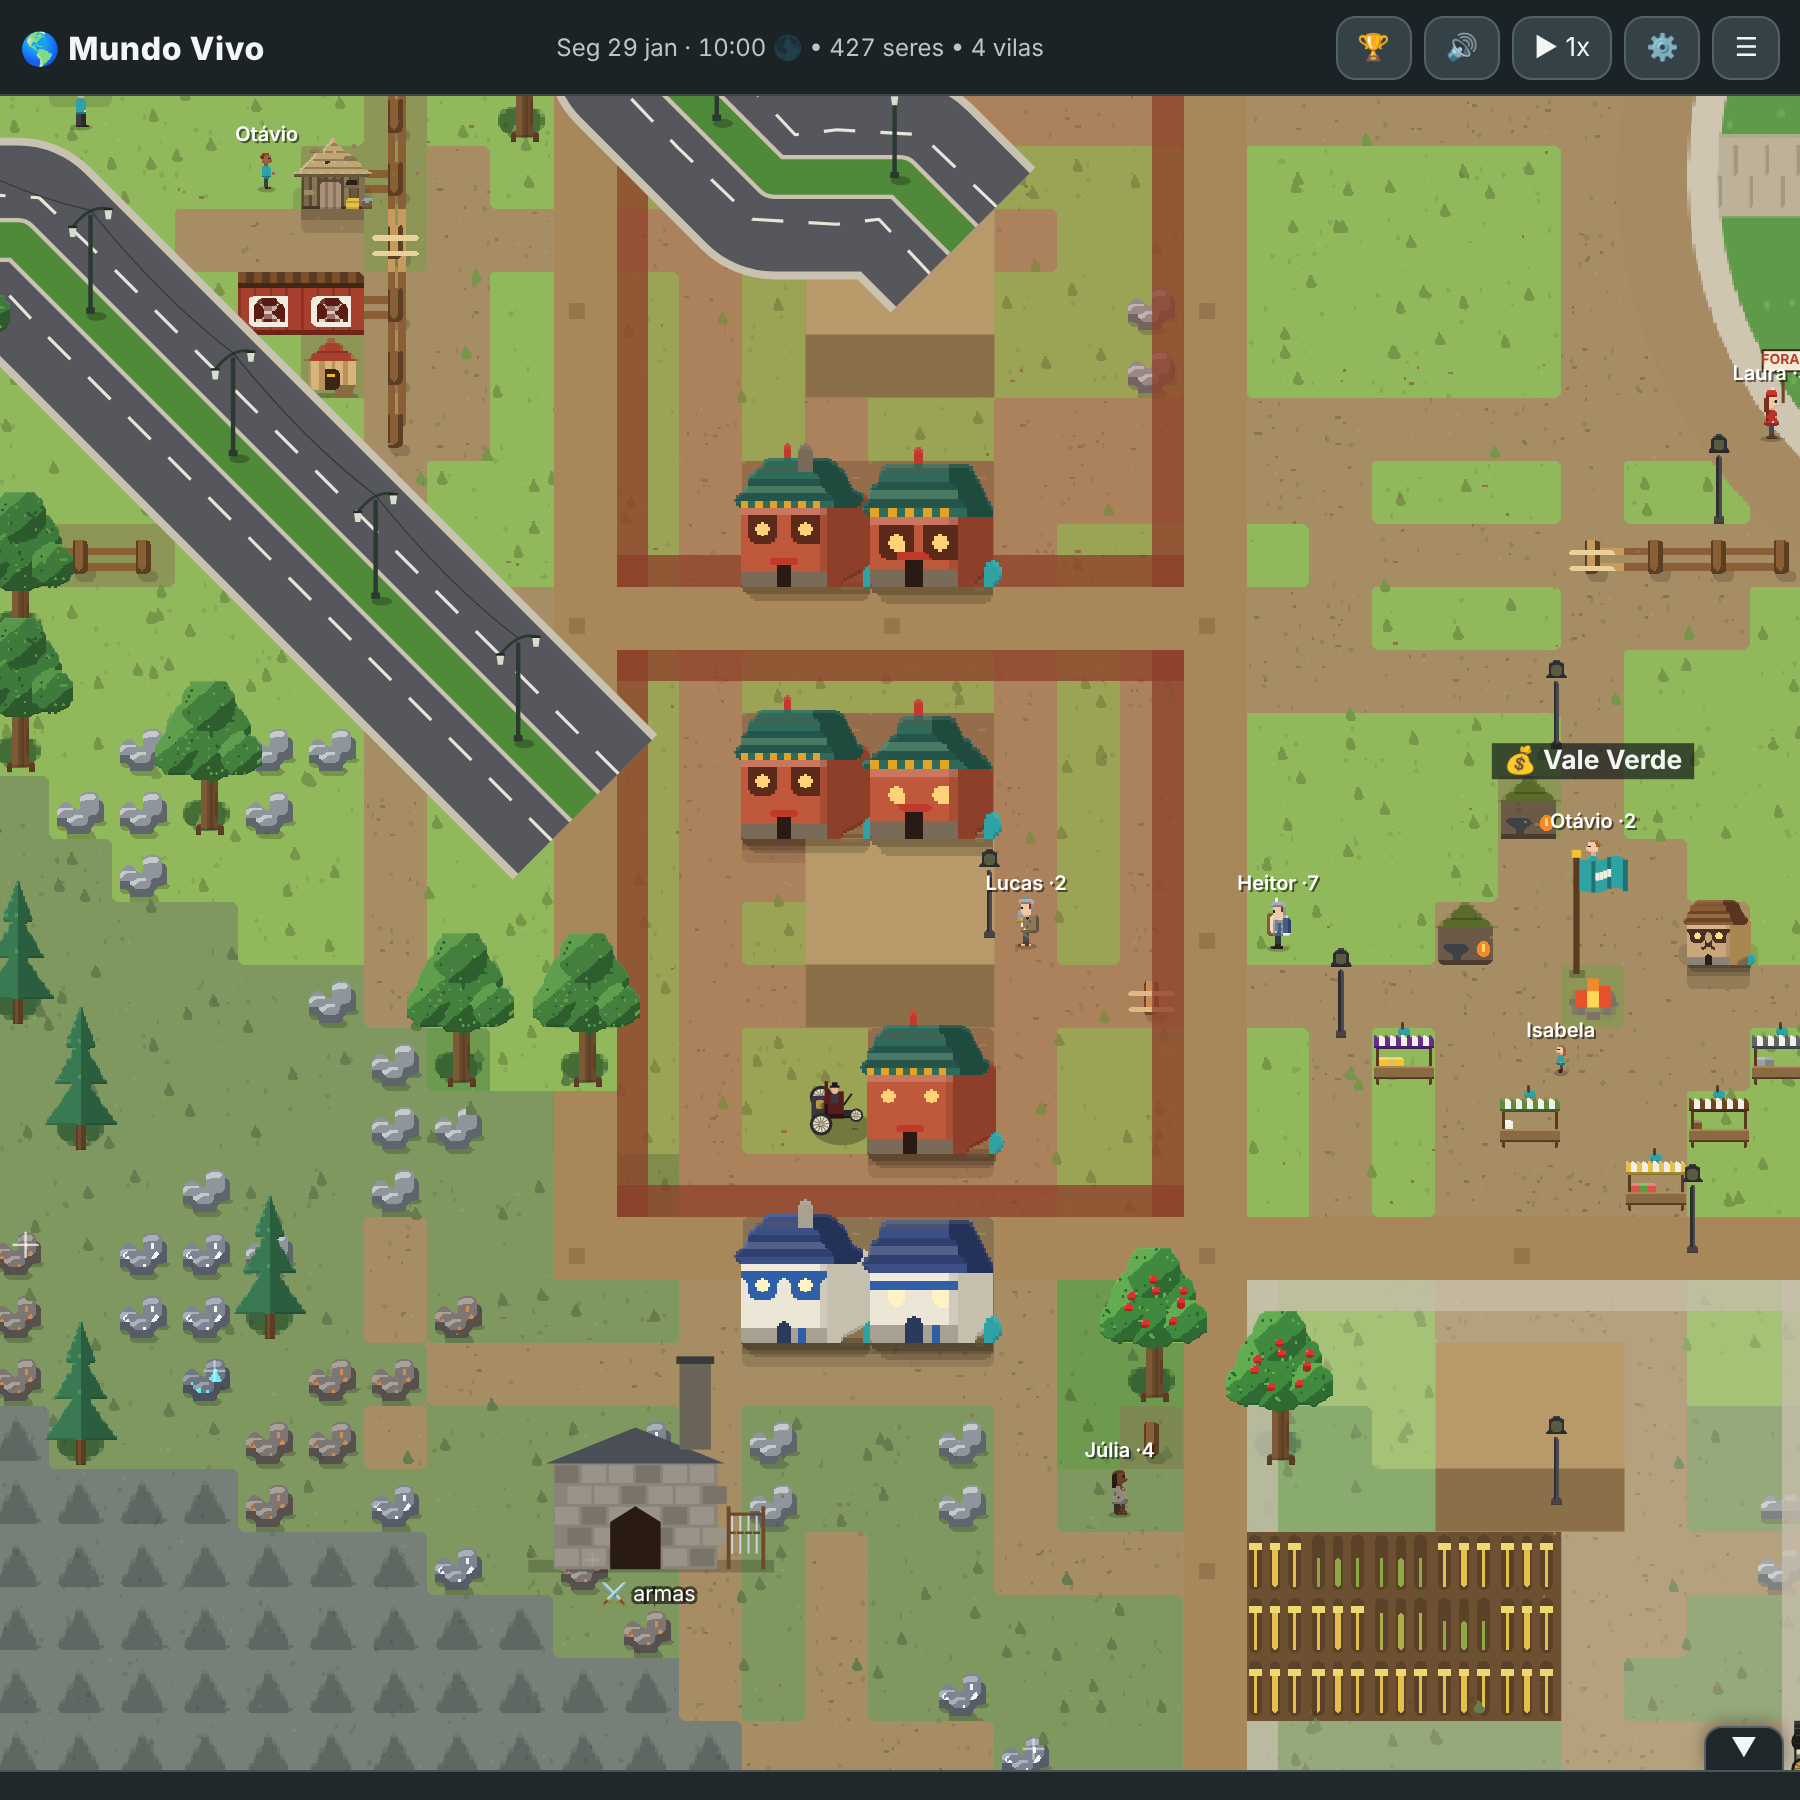 Mundo Vivo
Seg 29 jan · 10:00 • 427 seres • 4 vilas
1x
Otávio
FORA
Laura ·
Vale Verde
Otávio ·2
Lucas ·2
Heitor ·7
Isabela
Júlia ·4
armas